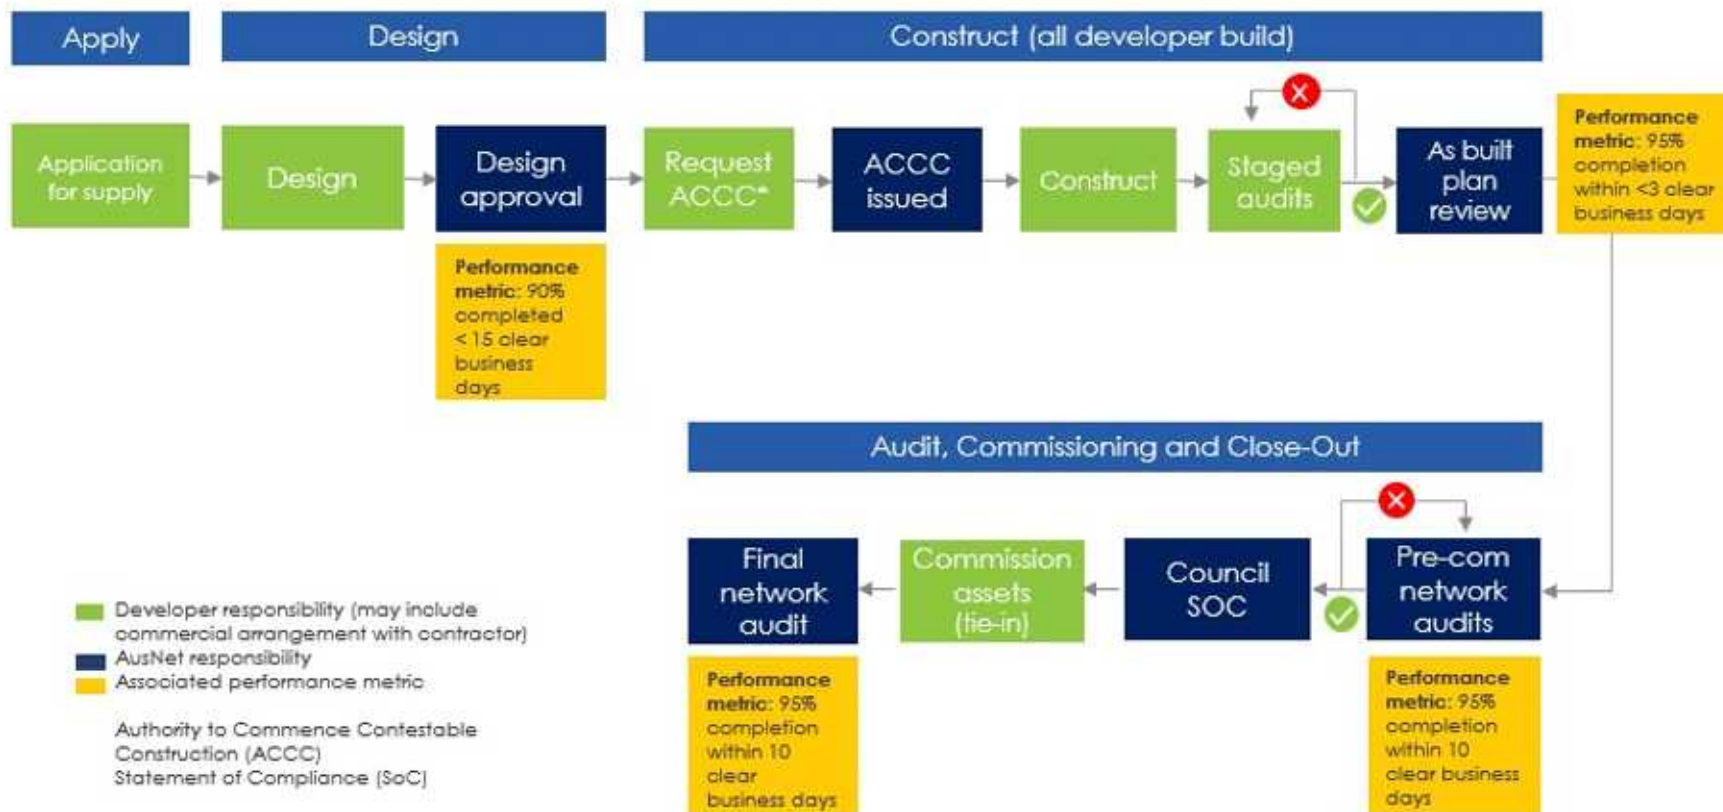 Apply
Design
Construct (all developer build)
Application
for supply
Design
Design
approval
Request
ACCC*
ACCC
issued
Construct
Staged
audits
As built
plan
review
Performance
metric: 95%
completion
within <3 clear
business days
Performance
metric: 90%
completed
< 15 clear
business
days
Audit, Commissioning and Close-Out
Final
network
audit
Commission
assets
(tie-in)
Council
SOC
Pre-com
network
audits
Performance
metric: 95%
completion
within 10
clear
business days
Performance
metric: 95%
completion
within 10
clear business
days
Developer responsibility (may include
commercial arrangement with contractor)
AusNet responsibility
Associated performance metric
Authority to Commence Contestable
Construction (ACCC)
Statement of Compliance (SoC)